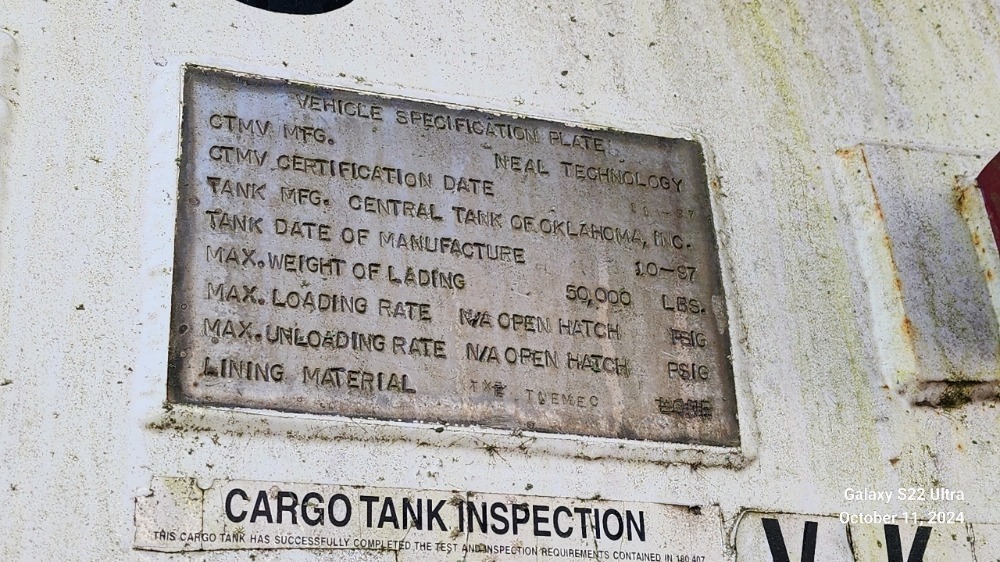 VEHICLE SPECIFICATION PLATE
CTMV MFG. NEAL TECHNOLOGY
CTMV CERTIFICATION DATE
TANK MFG. CENTRAL TANK OF OKLAHOMA, INC.
TANK DATE OF MANUFACTURE 10-97
MAX. WEIGHT OF LADING 50,000 LBS.
MAX. LOADING RATE N/A OPEN HATCH PSIG
MAX. UNLOADING RATE N/A OPEN HATCH PSIG
LINING MATERIAL TNEMEC
CARGO TANK INSPECTION
THIS CARGO TANK HAS SUCCESSFULLY COMPLETED THE TEST AND INSPECTION REQUIREMENTS CONTAINED IN 180.407
V K
Galaxy S22 Ultra
October 11, 2024